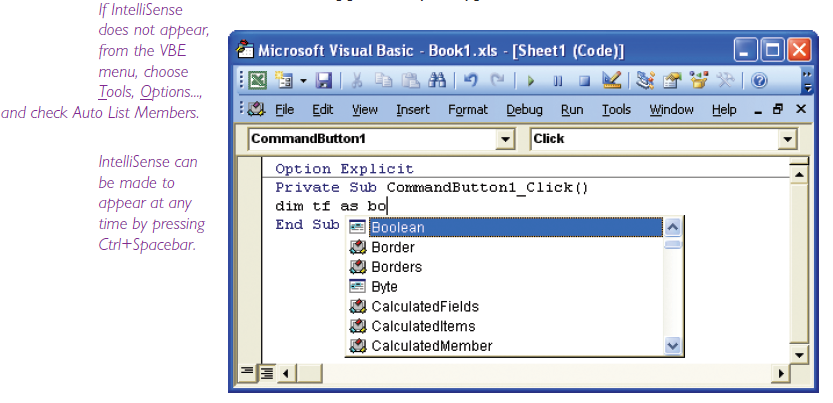 If IntelliSense
does not appear,
from the VBE
menu, choose
Tools, Options...,
and check Auto List Members.
IntelliSense can
be made to
appear at any
time by pressing
Ctrl+Spacebar.
Microsoft Visual Basic - Book1.xls - [Sheet1 (Code)]
File Edit View Insert Format Debug Run Tools Window Help
CommandButton1 Click
Option Explicit
Private Sub CommandButton1_Click()
dim tf as bo
End Sub
Boolean
Border
Borders
Byte
CalculatedFields
CalculatedItems
CalculatedMember